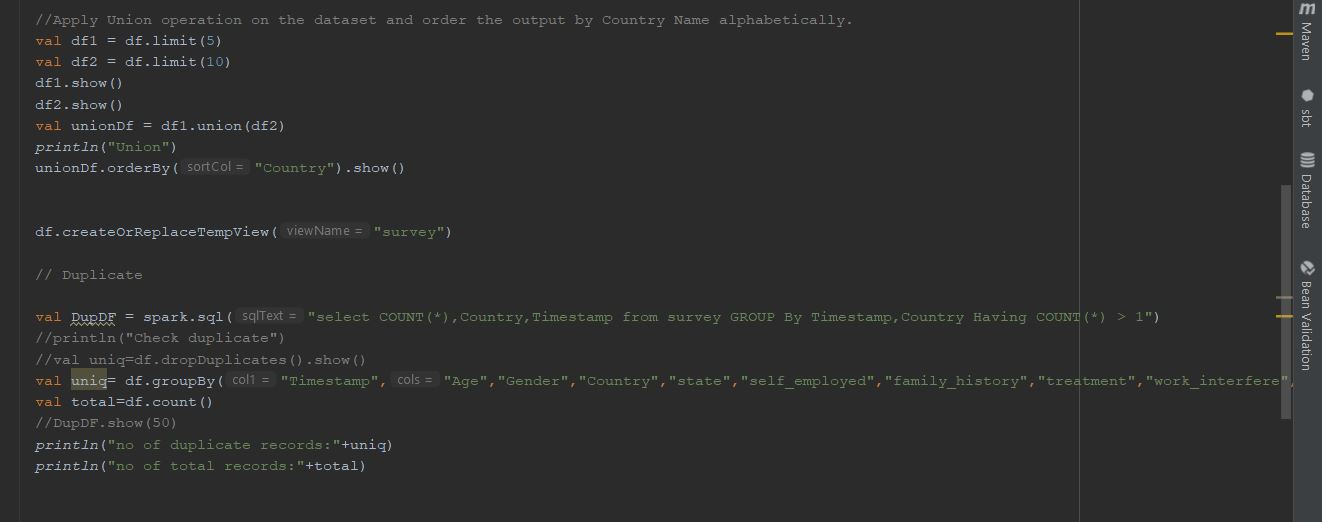 //Apply Union operation on the dataset and order the output by Country Name alphabetically.
val df1 = df.limit(5)
val df2 = df.limit(10)
df1.show()
df2.show()
val unionDf = df1.union(df2)
println("Union")
unionDf.orderBy( sortCol = "Country").show()
df.createOrReplaceTempView( viewName = "survey")
// Duplicate
val DupDF = spark.sql( sqlText = "select COUNT(*),Country,Timestamp from survey GROUP By Timestamp,Country Having COUNT(*) > 1")
//println("Check duplicate")
//val uniq=df.dropDuplicates().show()
val uniq= df.groupBy( col1 = "Timestamp", cols = "Age","Gender","Country","state","self_employed","family_history","treatment","work_interfere",
val total=df.count()
//DupDF.show(50)
println("no of duplicate records:"+uniq)
println("no of total records:"+total)
m
Maven
sbt
Database
Bean Validation